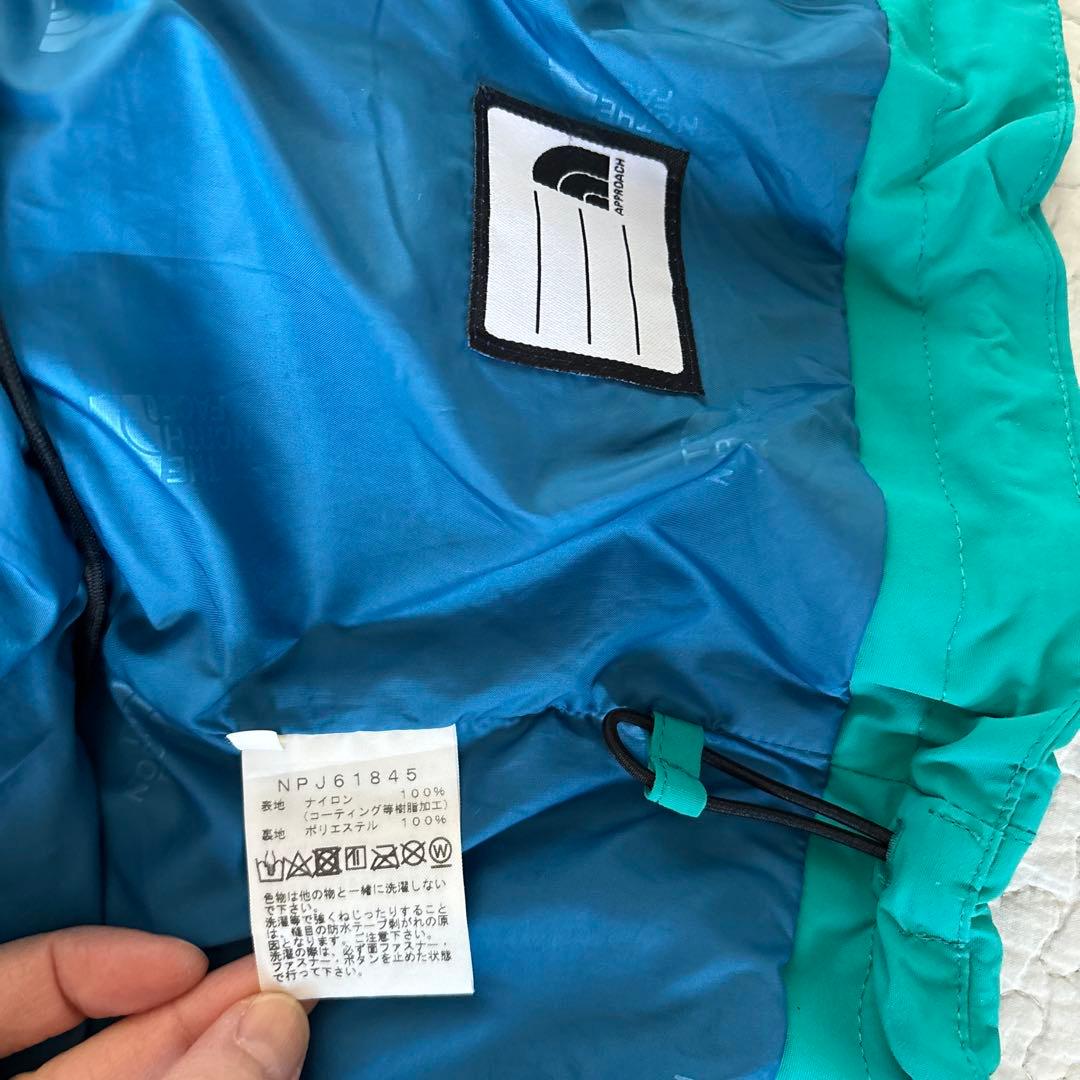 APPROACH
THE
NORTH
FACE
NPJ61845
表地 ナイロン 100%
(コーティング等樹脂加工)
裏地 ポリエステル 100%
W
色物は他の物と一緒に洗濯しない
で下さい。
洗濯等で強くねじったりすること
は、縫目の防水テープ剥がれの原
因となります。ご注意下さい。
洗濯の際は、必ず面ファスナー・
ファスナー・ボタンを止めた状態
で行って下さい。